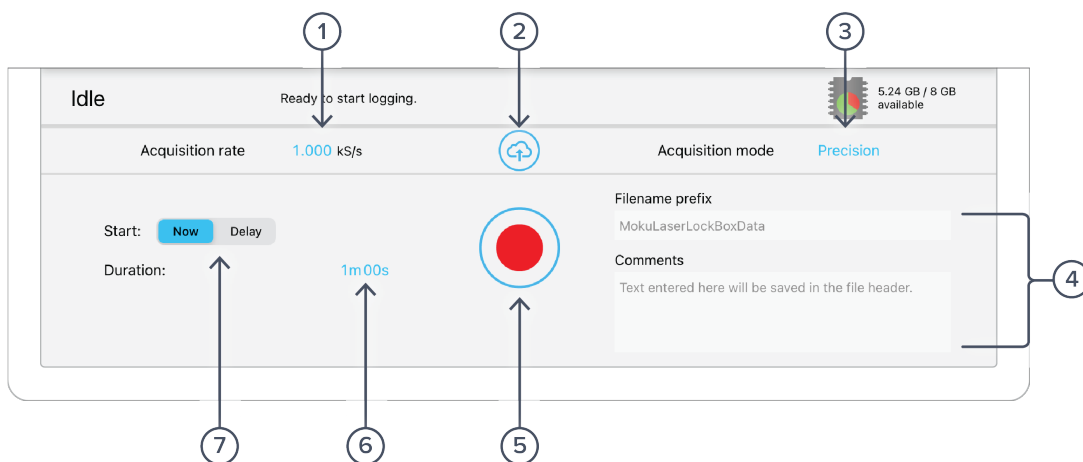 1 2 3
Idle Ready to start logging. 5.24 GB / 8 GB
available
Acquisition rate 1.000 kS/s Acquisition mode Precision
Filename prefix
Start: Now Delay MokuLaserLockBoxData
Duration: 1m00s Comments
Text entered here will be saved in the file header.
4
7 6 5